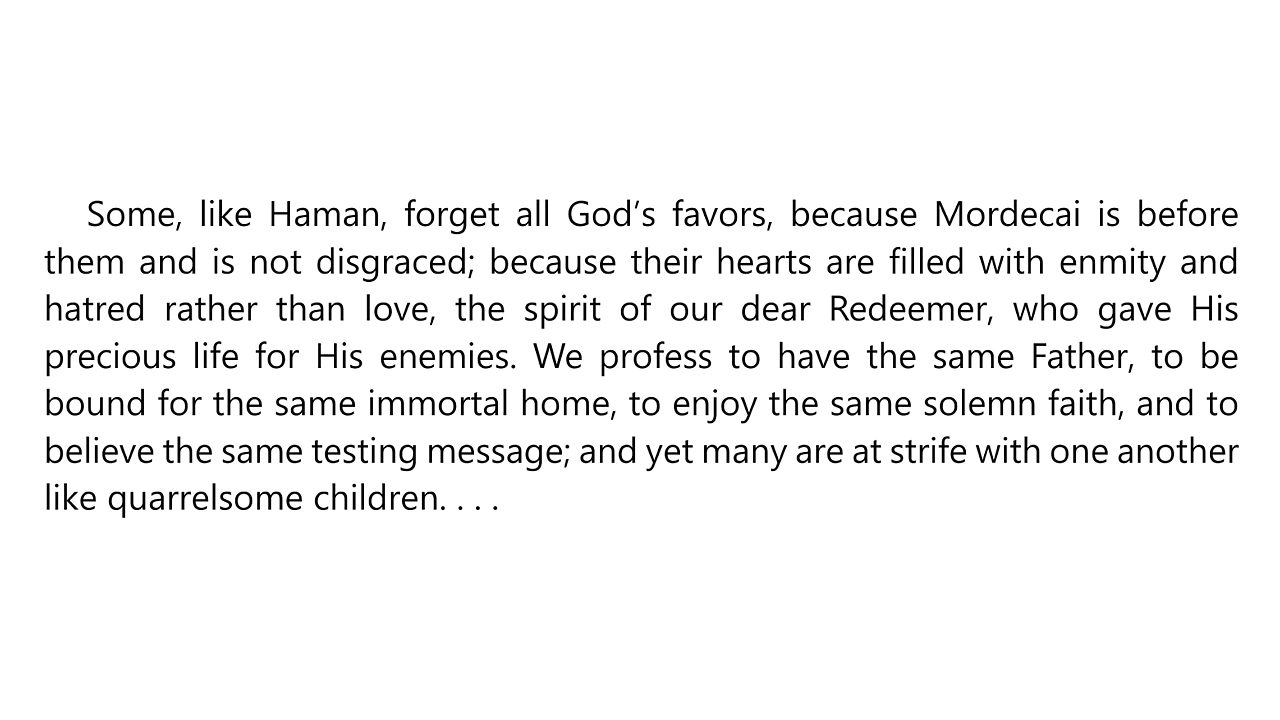 Some, like Haman, forget all God’s favors, because Mordecai is before
them and is not disgraced; because their hearts are filled with enmity and
hatred rather than love, the spirit of our dear Redeemer, who gave His
precious life for His enemies. We profess to have the same Father, to be
bound for the same immortal home, to enjoy the same solemn faith, and to
believe the same testing message; and yet many are at strife with one another
like quarrelsome children. . . .